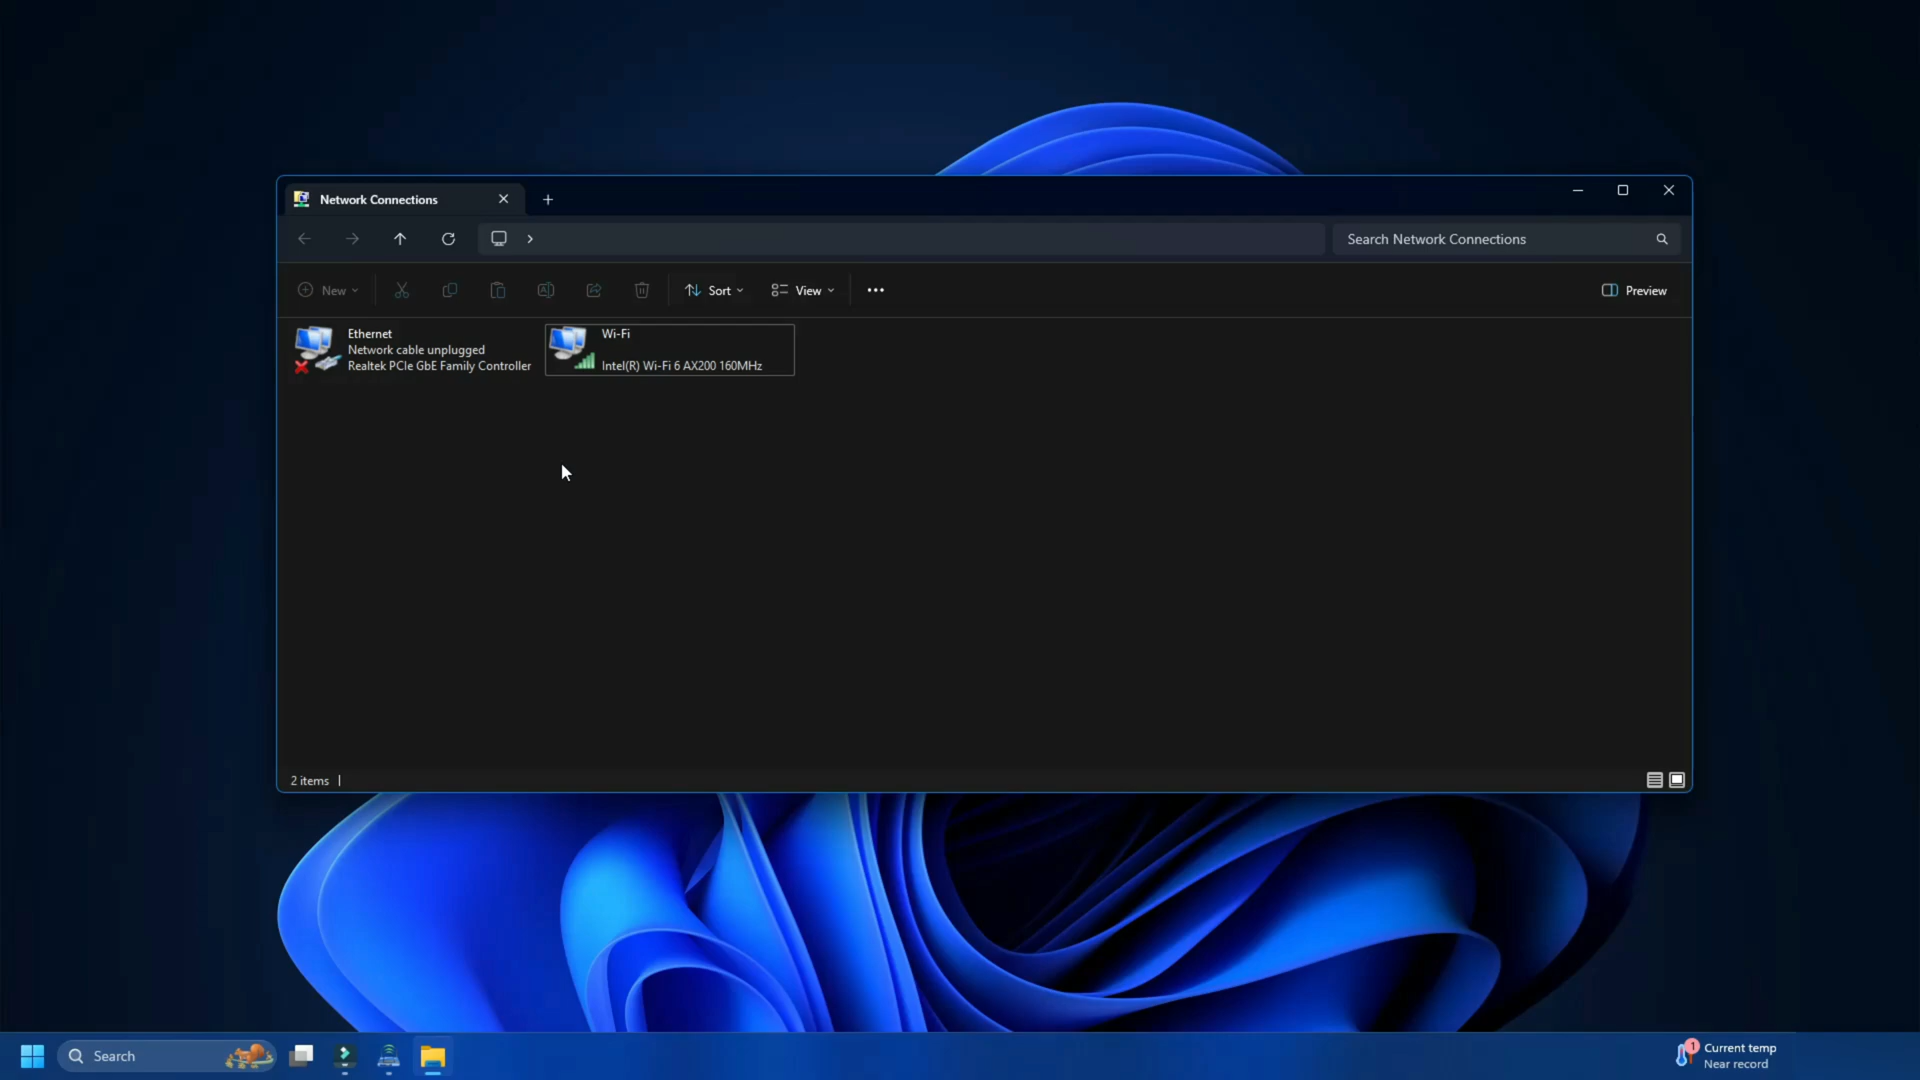 Network Connections
Search Network Connections
New
Sort
View
Preview
Ethernet
Network cable unplugged
Realtek PCIe GbE Family Controller
Wi-Fi
Intel(R) Wi-Fi 6 AX200 160MHz
2 items
Search
1
Current temp
Near record